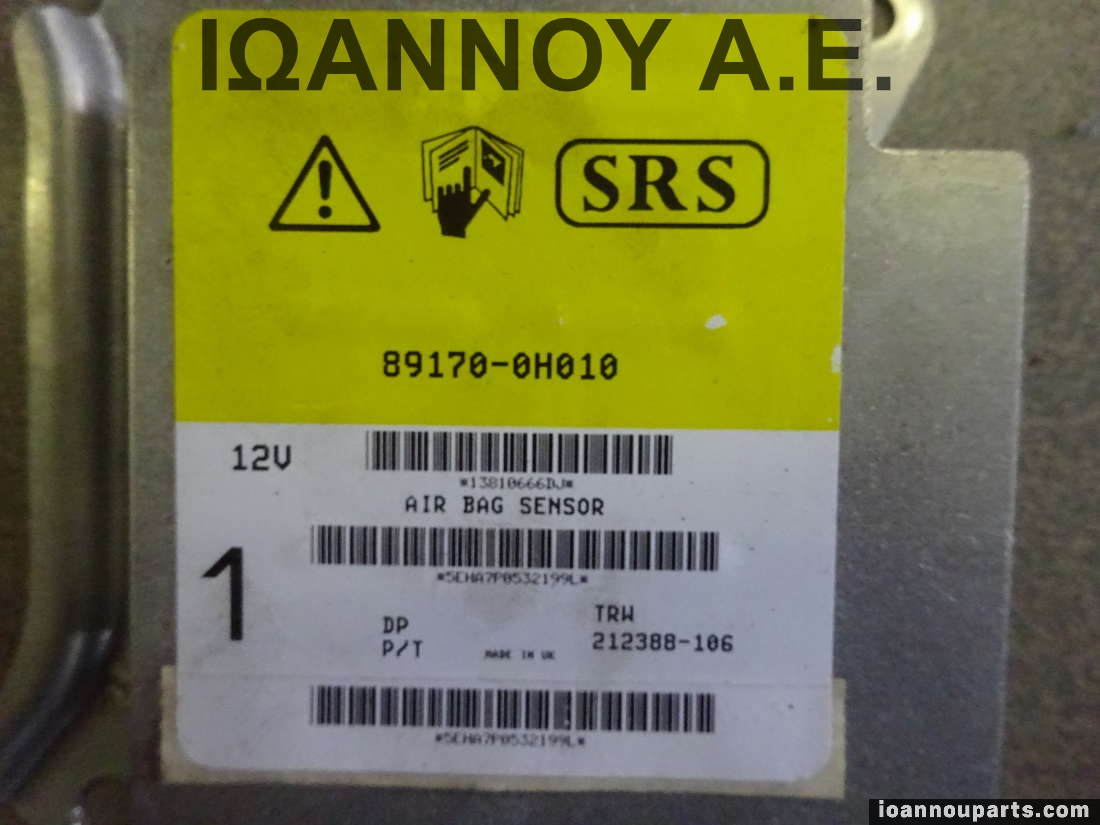 ΙΩΑΝΝΟΥ Α.Ε.
SRS
89170-0H010
12V
*13810666DJ*
AIR BAG SENSOR
*5EHA7P0532199L*
1
DP
P/T
MADE IN UK
TRW
212388-106
*5EHA7P0532199L*
ioannouparts.com